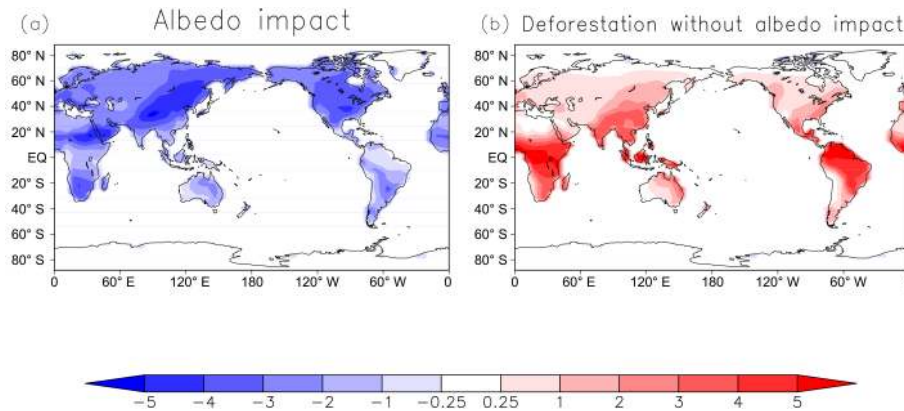 (a) Albedo impact
80° N
60° N
40° N
20° N
EQ
20° S
40° S
60° S
80° S
0 60° E 120° E 180 120° W 60° W 0
(b) Deforestation without albedo impact
80° N
60° N
40° N
20° N
EQ
20° S
40° S
60° S
80° S
0 60° E 120° E 180 120° W 60° W 0
-5 -4 -3 -2 -1 -0.25 0.25 1 2 3 4 5